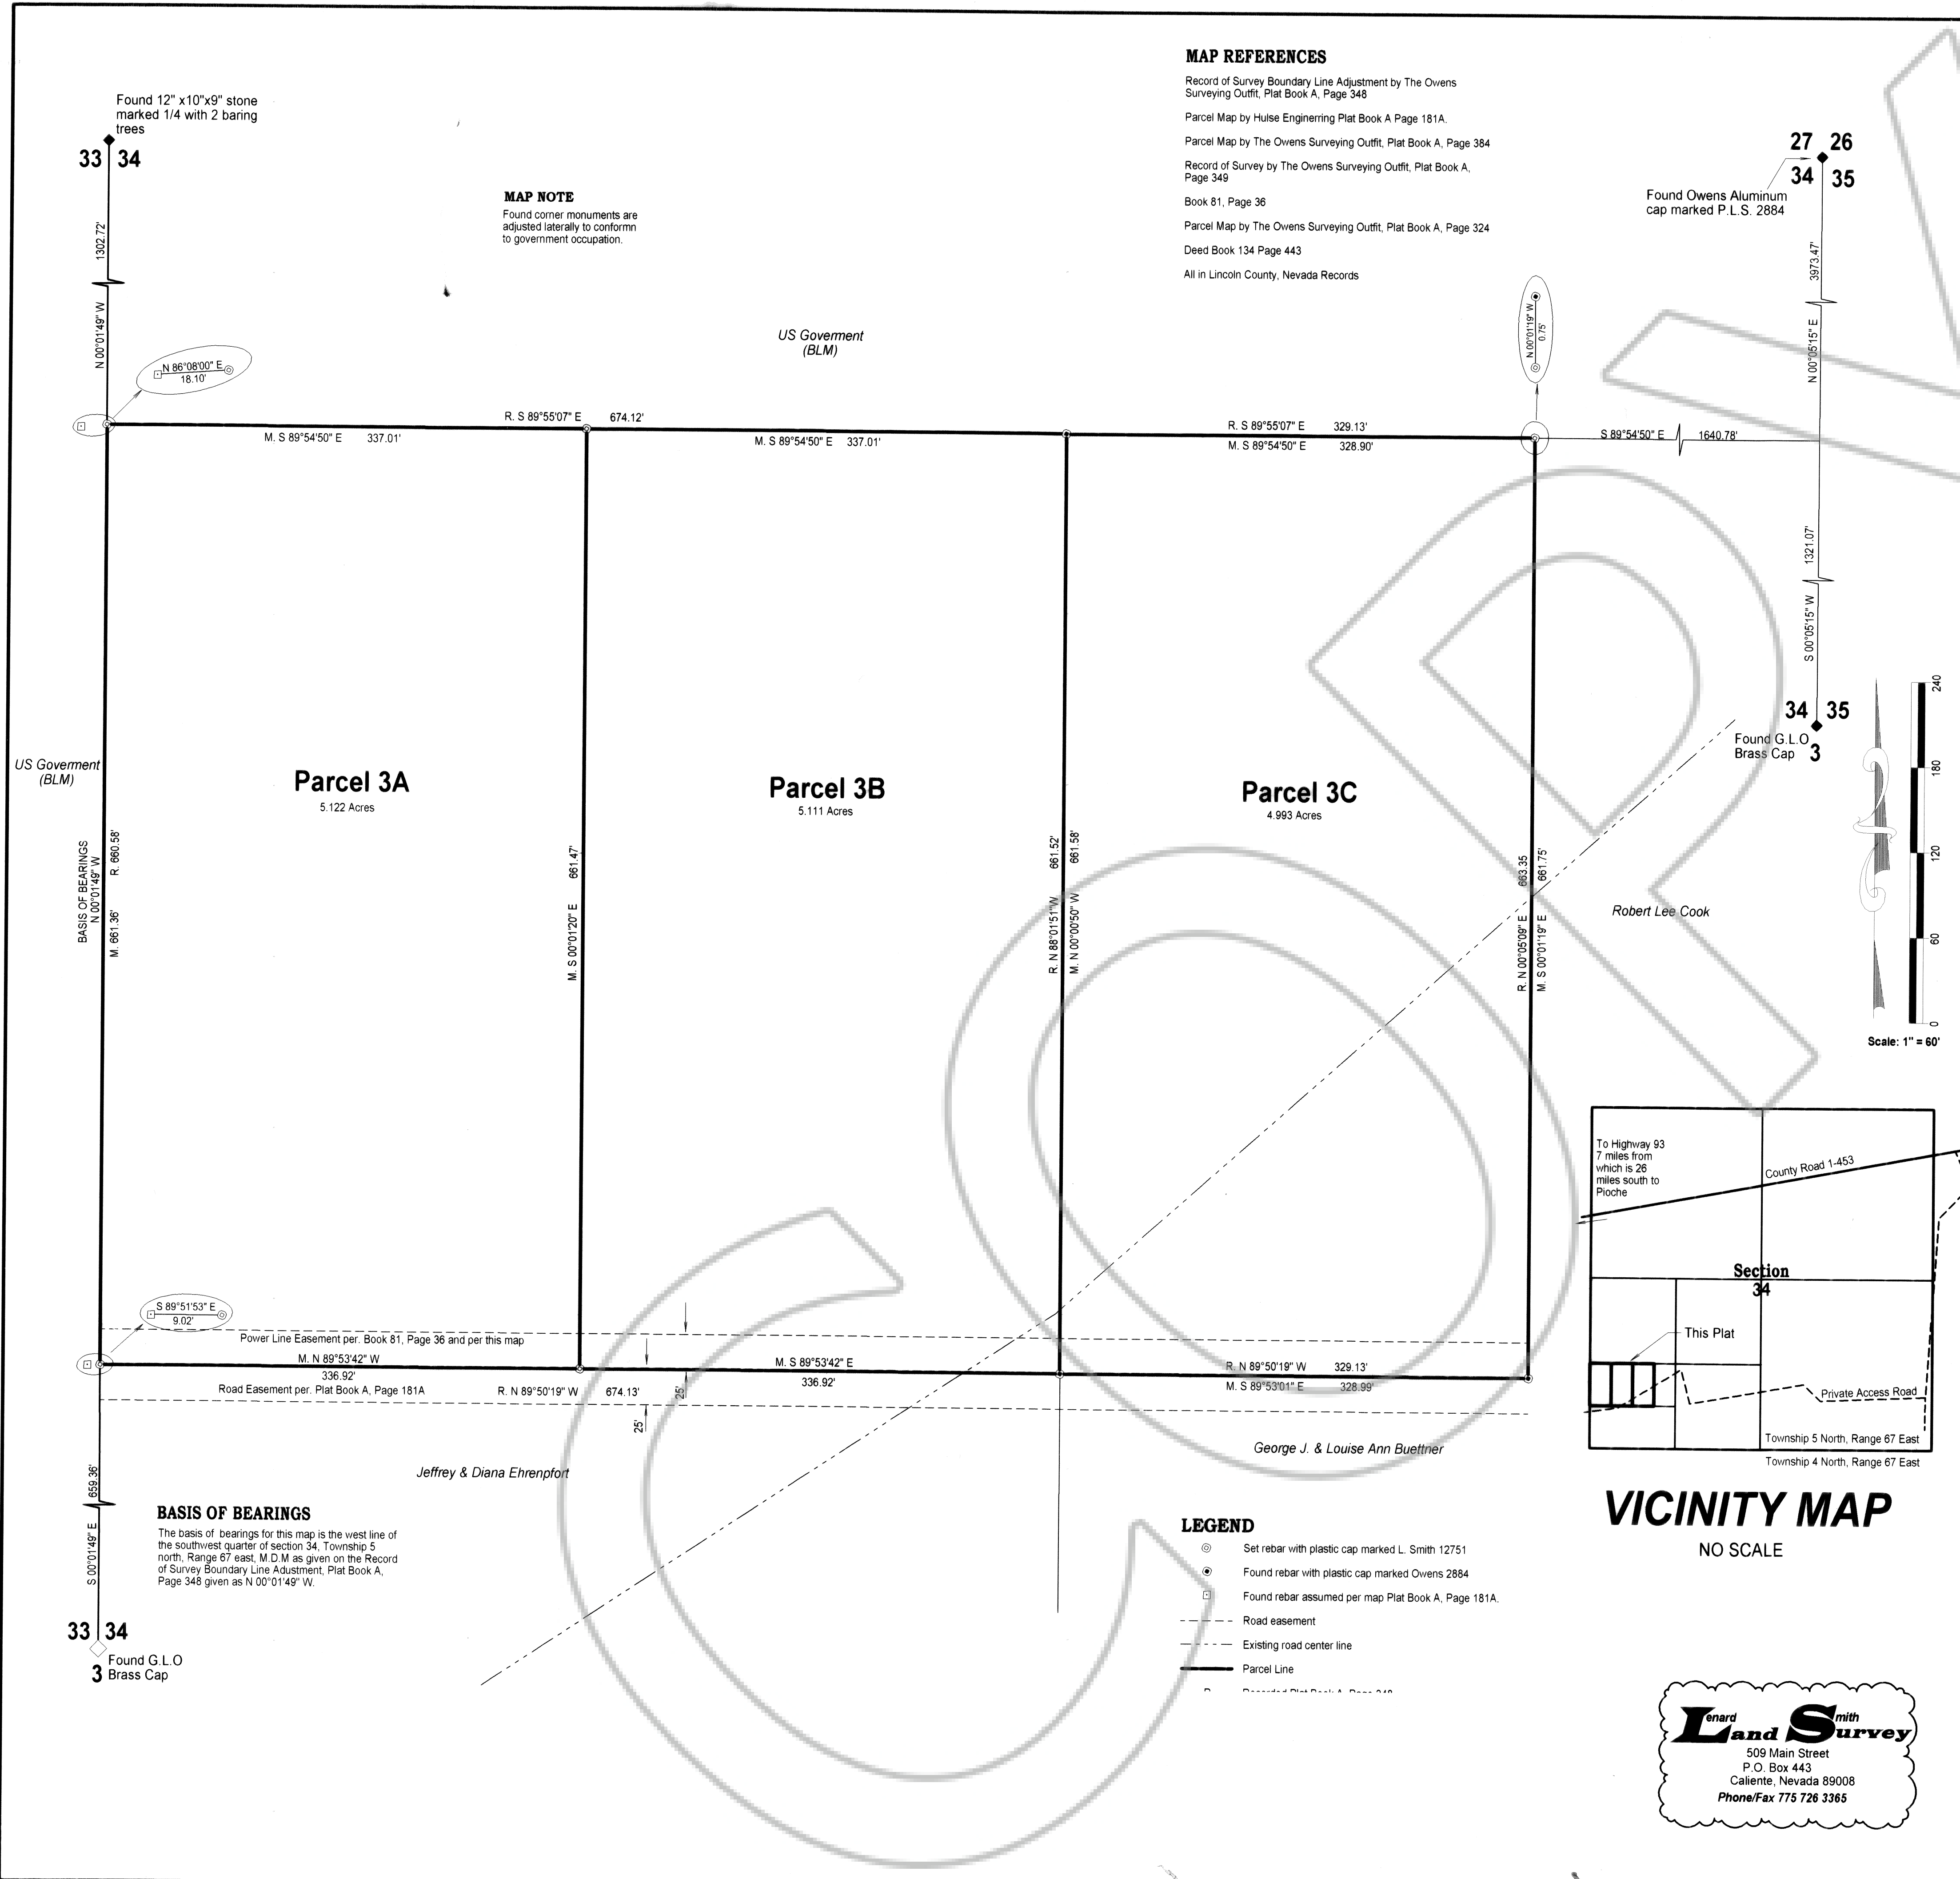 Found 12" x10"x9" stone
marked 1/4 with 2 baring
trees
33 34
1302.72'
N 00°01'49" W
MAP NOTE
Found corner monuments are
adjusted laterally to conformn
to government occupation.
MAP REFERENCES
Record of Survey Boundary Line Adjustment by The Owens
Surveying Outfit, Plat Book A, Page 348
Parcel Map by Hulse Enginerring Plat Book A Page 181A.
Parcel Map by The Owens Surveying Outfit, Plat Book A, Page 384
Record of Survey by The Owens Surveying Outfit, Plat Book A,
Page 349
Book 81, Page 36
Parcel Map by The Owens Surveying Outfit, Plat Book A, Page 324
Deed Book 134 Page 443
All in Lincoln County, Nevada Records
27 26
34 35
Found Owens Aluminum
cap marked P.L.S. 2884
3973.47'
N 00°05'15" E
US Goverment
(BLM)
N 86°08'00" E
18.10'
N 00°01'19" W
0.75'
R. S 89°55'07" E 674.12'
M. S 89°54'50" E 337.01'
M. S 89°54'50" E 337.01'
R. S 89°55'07" E 329.13'
M. S 89°54'50" E 328.90'
S 89°54'50" E 1640.78'
1321.07'
S 00°05'15" W
34 35
Found G.L.O
Brass Cap 3
240
180
120
60
0
Scale: 1" = 60'
US Goverment
(BLM)
Parcel 3A
5.122 Acres
Parcel 3B
5.111 Acres
Parcel 3C
4.993 Acres
BASIS OF BEARINGS
N 00°01'49" W
R. 660.58'
M. 661.36'
M. S 00°01'20" E 661.47'
R. N 88°01'51" W 661.52'
M. N 00°00'50" W 661.58'
R. N 00°05'09" E 663.35
M. S 00°01'19" E 661.75'
Robert Lee Cook
To Highway 93
7 miles from
which is 26
miles south to
Pioche
County Road 1-453
Section
34
This Plat
Private Access Road
Township 5 North, Range 67 East
Township 4 North, Range 67 East
VICINITY MAP
NO SCALE
S 89°51'53" E
9.02'
Power Line Easement per. Book 81, Page 36 and per this map
M. N 89°53'42" W
336.92'
Road Easement per. Plat Book A, Page 181A
R. N 89°50'19" W 674.13'
25'
25'
M. S 89°53'42" E
336.92'
R. N 89°50'19" W 329.13'
M. S 89°53'01" E 328.99'
Jeffrey & Diana Ehrenpfort
George J. & Louise Ann Buettner
659.36'
S 00°01'49" E
BASIS OF BEARINGS
The basis of bearings for this map is the west line of
the southwest quarter of section 34, Township 5
north, Range 67 east, M.D.M as given on the Record
of Survey Boundary Line Adustment, Plat Book A,
Page 348 given as N 00°01'49" W.
33 34
3 Found G.L.O
Brass Cap
LEGEND
Set rebar with plastic cap marked L. Smith 12751
Found rebar with plastic cap marked Owens 2884
Found rebar assumed per map Plat Book A, Page 181A.
Road easement
Existing road center line
Parcel Line
R Recorded Plat Book A, Page 348
Lenard Smith
Land Survey
509 Main Street
P.O. Box 443
Caliente, Nevada 89008
Phone/Fax 775 726 3365